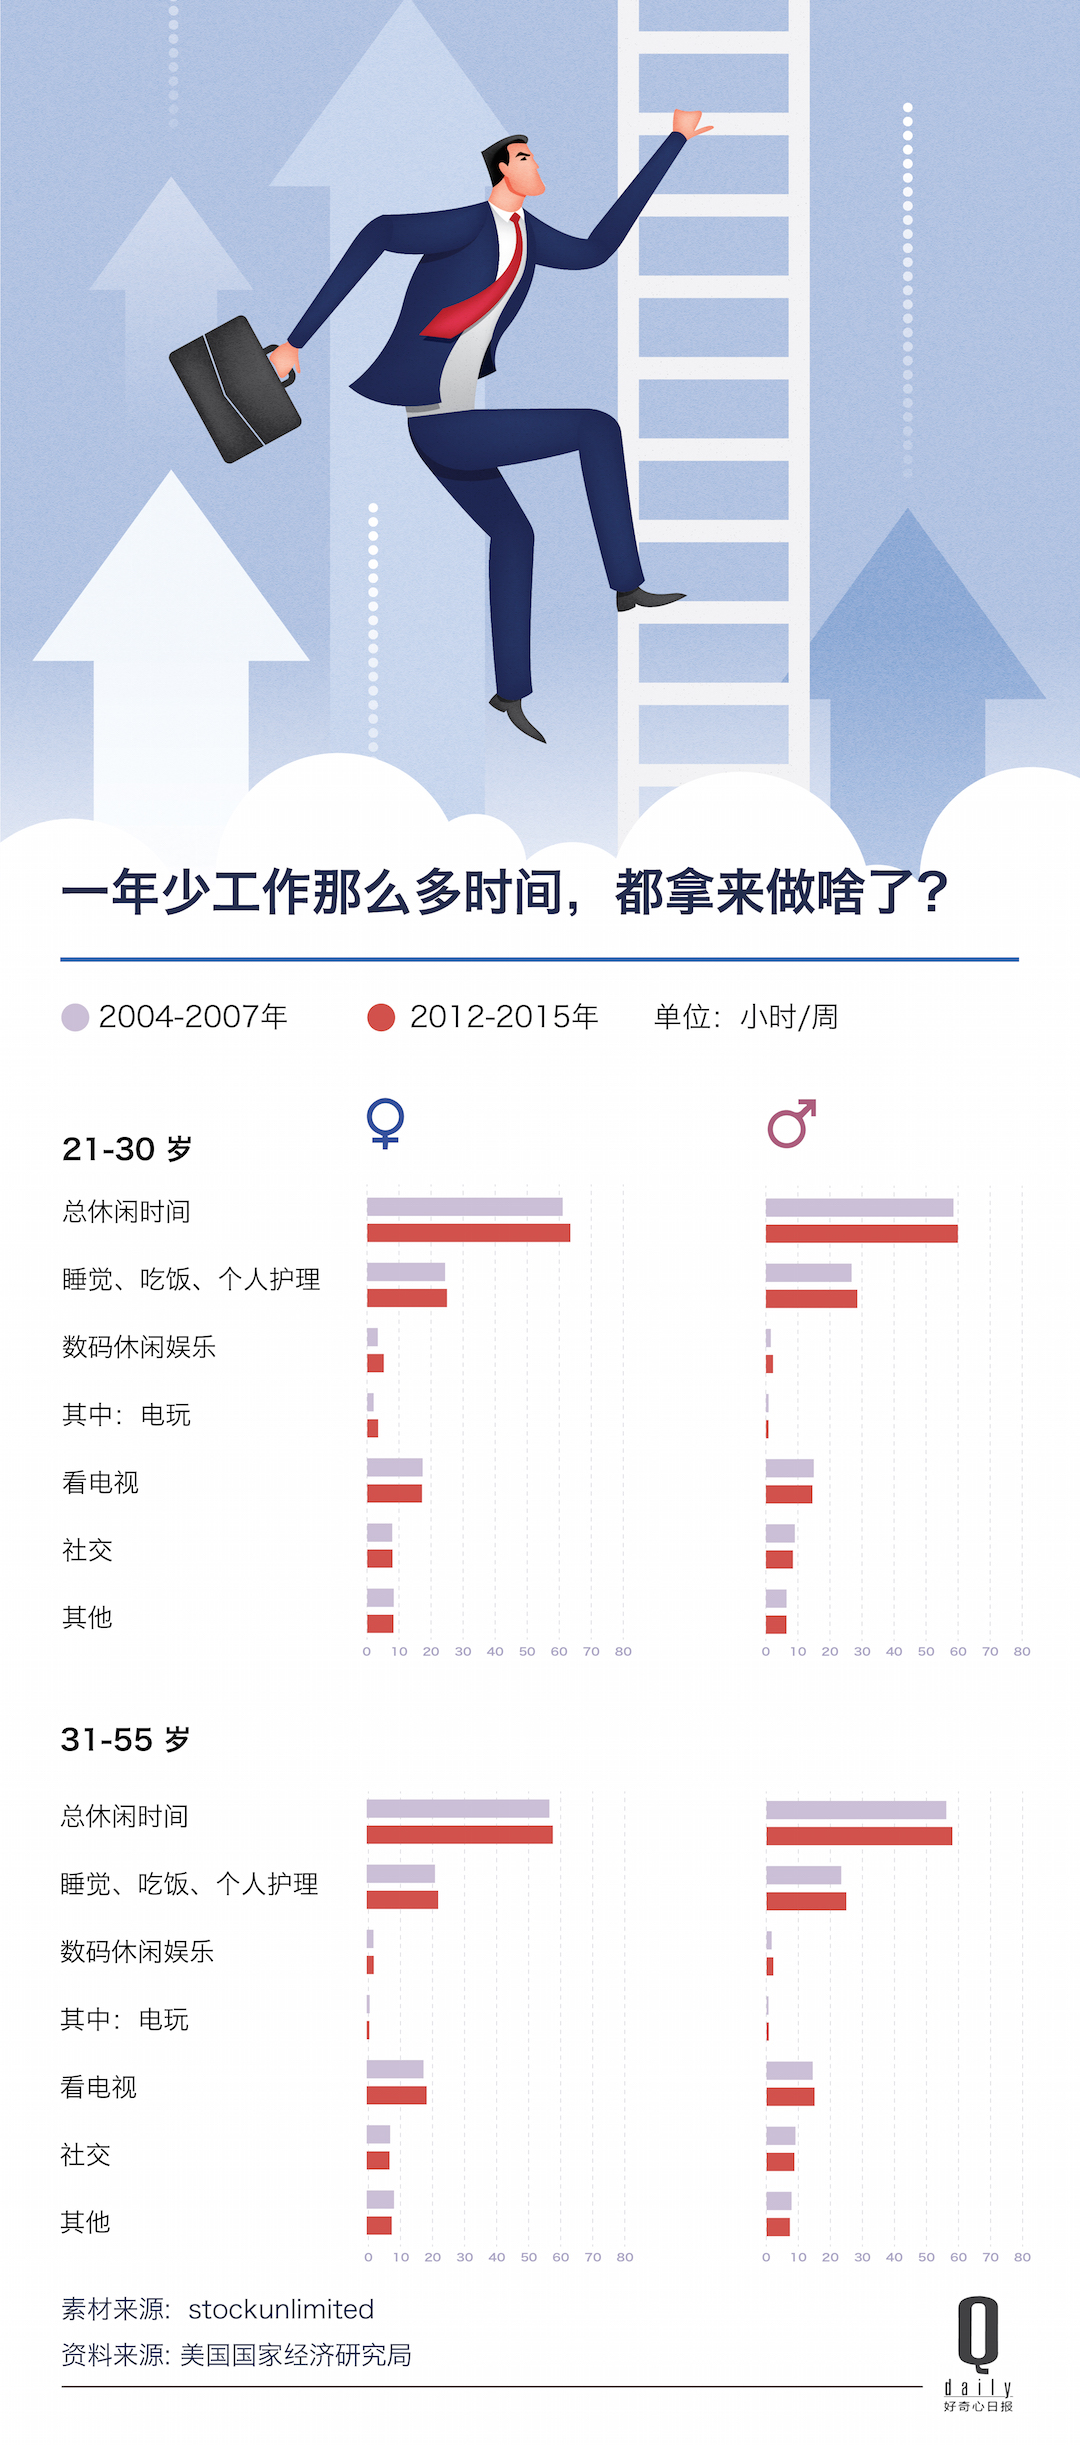 一年少工作那么多时间，都拿来做啥了？
2004-2007年 2012-2015年 单位：小时/周
♀ ♂
21-30 岁
总休闲时间
睡觉、吃饭、个人护理
数码休闲娱乐
其中：电玩
看电视
社交
其他
0 10 20 30 40 50 60 70 80 0 10 20 30 40 50 60 70 80
31-55 岁
总休闲时间
睡觉、吃饭、个人护理
数码休闲娱乐
其中：电玩
看电视
社交
其他
0 10 20 30 40 50 60 70 80 0 10 20 30 40 50 60 70 80
素材来源：stockunlimited
资料来源: 美国国家经济研究局
Q
daily
好奇心日报